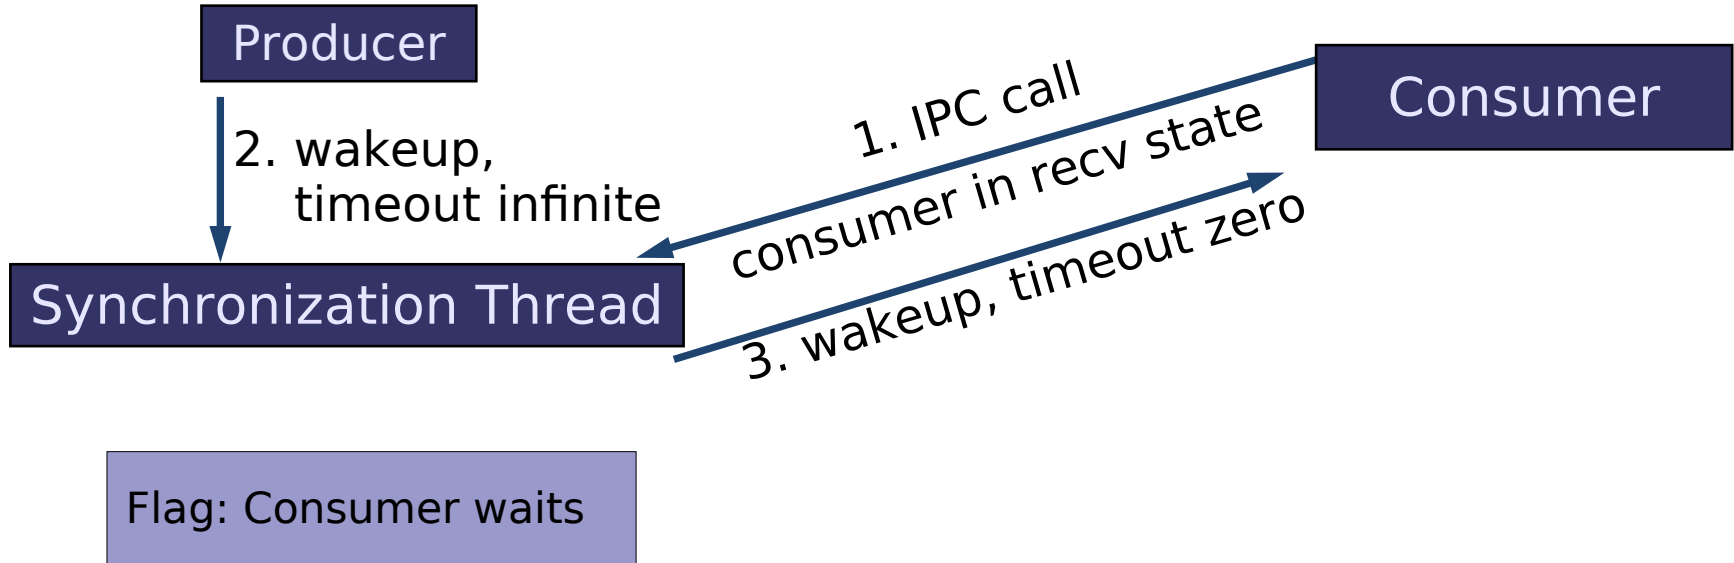 Producer
Consumer
1. IPC call
consumer in recv state
2. wakeup,
timeout infinite
Synchronization Thread
3. wakeup, timeout zero
Flag: Consumer waits